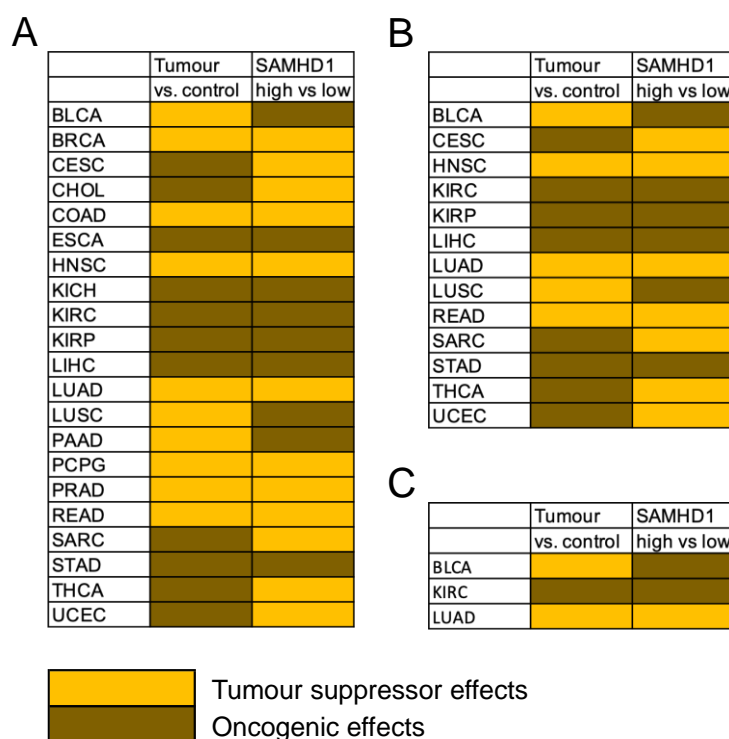 A
Tumour SAMHD1
vs. control high vs low
BLCA
BRCA
CESC
CHOL
COAD
ESCA
HNSC
KICH
KIRC
KIRP
LIHC
LUAD
LUSC
PAAD
PCPG
PRAD
READ
SARC
STAD
THCA
UCEC
B
Tumour SAMHD1
vs. control high vs low
BLCA
CESC
HNSC
KIRC
KIRP
LIHC
LUAD
LUSC
READ
SARC
STAD
THCA
UCEC
C
Tumour SAMHD1
vs. control high vs low
BLCA
KIRC
LUAD
Tumour suppressor effects
Oncogenic effects